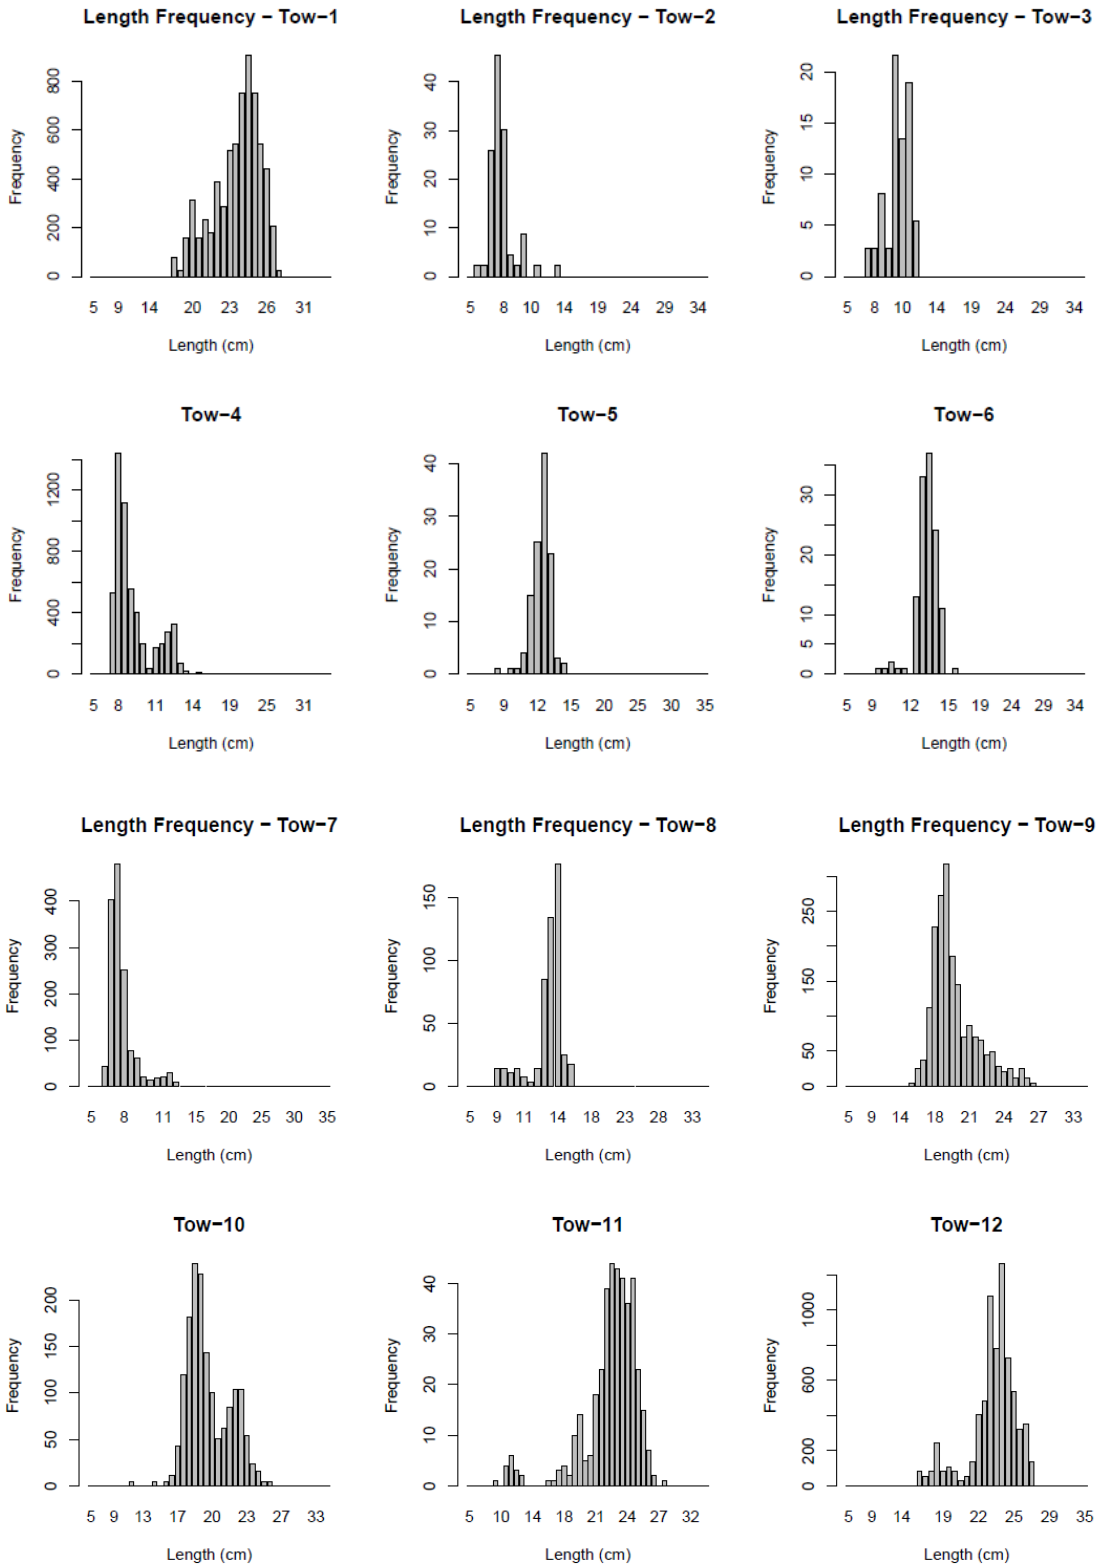 Length Frequency − Tow−1
Frequency
0 200 400 600 800
5 9 14 20 23 26 31
Length (cm)
Length Frequency − Tow−2
Frequency
0 10 20 30 40
5 8 10 14 19 24 29 34
Length (cm)
Length Frequency − Tow−3
Frequency
0 5 10 15 20
5 8 10 14 19 24 29 34
Length (cm)
Tow−4
Frequency
0 400 800 1200
5 8 11 14 19 25 31
Length (cm)
Tow−5
Frequency
0 10 20 30 40
5 9 12 15 20 25 30 35
Length (cm)
Tow−6
Frequency
0 5 10 20 30
5 9 12 15 19 24 29 34
Length (cm)
Length Frequency − Tow−7
Frequency
0 100 200 300 400
5 8 11 15 20 25 30 35
Length (cm)
Length Frequency − Tow−8
Frequency
0 50 100 150
5 9 11 14 18 23 28 33
Length (cm)
Length Frequency − Tow−9
Frequency
0 50 150 250
5 9 14 18 21 24 27 33
Length (cm)
Tow−10
Frequency
0 50 100 150 200
5 9 13 17 20 23 27 33
Length (cm)
Tow−11
Frequency
0 10 20 30 40
5 10 14 18 21 24 27 32
Length (cm)
Tow−12
Frequency
0 200 600 1000
5 9 14 19 22 25 29 35
Length (cm)